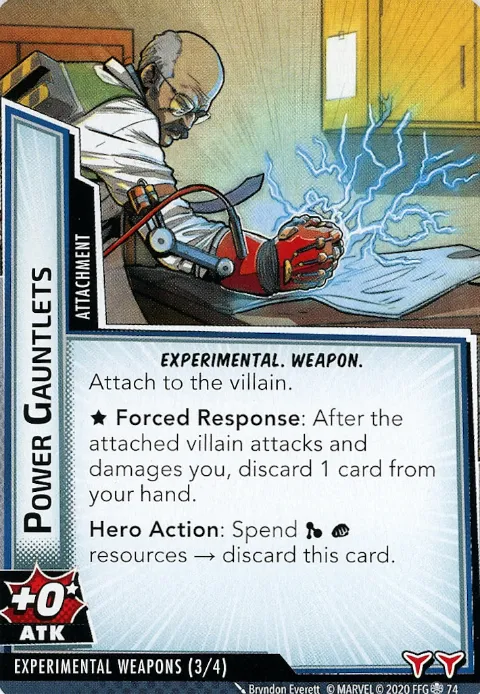 POWER GAUNTLETS
ATTACHMENT
EXPERIMENTAL. WEAPON.
Attach to the villain.
★ Forced Response: After the
attached villain attacks and
damages you, discard 1 card from
your hand.
Hero Action: Spend
resources → discard this card.
+0★
ATK
EXPERIMENTAL WEAPONS (3/4)
Bryndon Everett © MARVEL © 2020 FFG 74